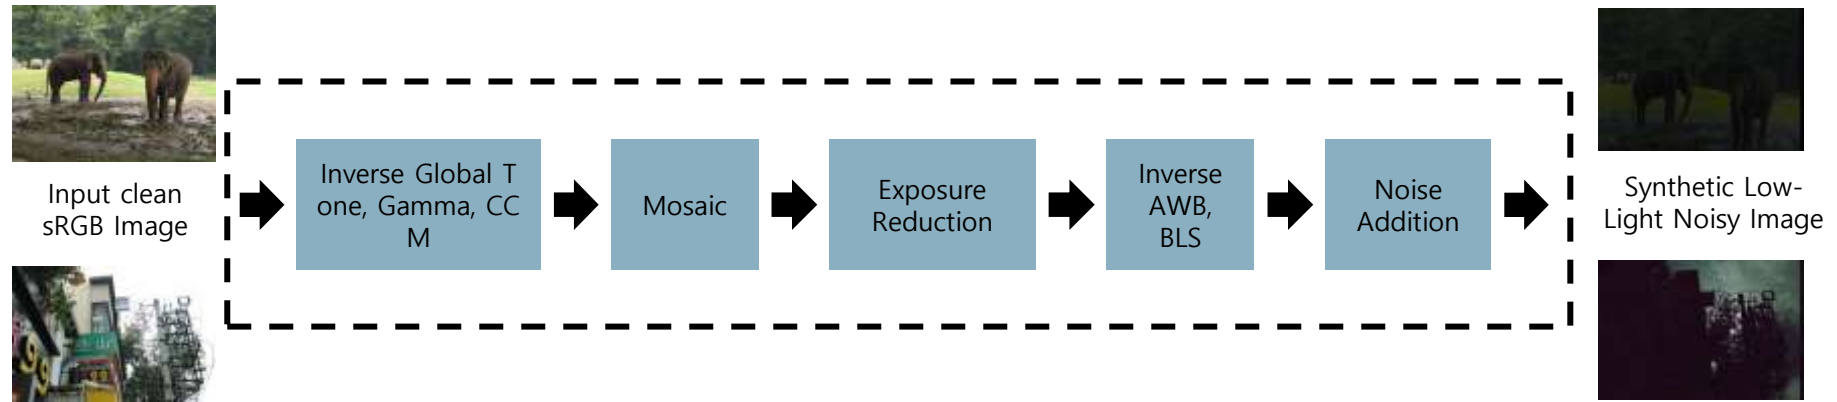 Input clean
sRGB Image
Inverse Global T
one, Gamma, CC
M
Mosaic
Exposure
Reduction
Inverse
AWB,
BLS
Noise
Addition
Synthetic Low-
Light Noisy Image
99